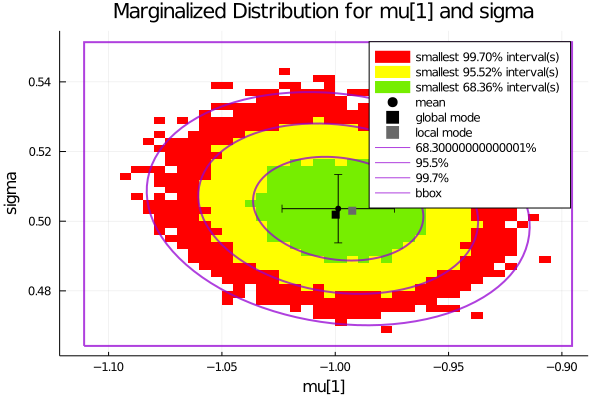 Marginalized Distribution for mu[1] and sigma
smallest 99.70% interval(s)
smallest 95.52% interval(s)
smallest 68.36% interval(s)
mean
global mode
local mode
68.30000000000001%
95.5%
99.7%
bbox
0.54
0.52
0.50
0.48
sigma
−1.10
−1.05
−1.00
−0.95
−0.90
mu[1]